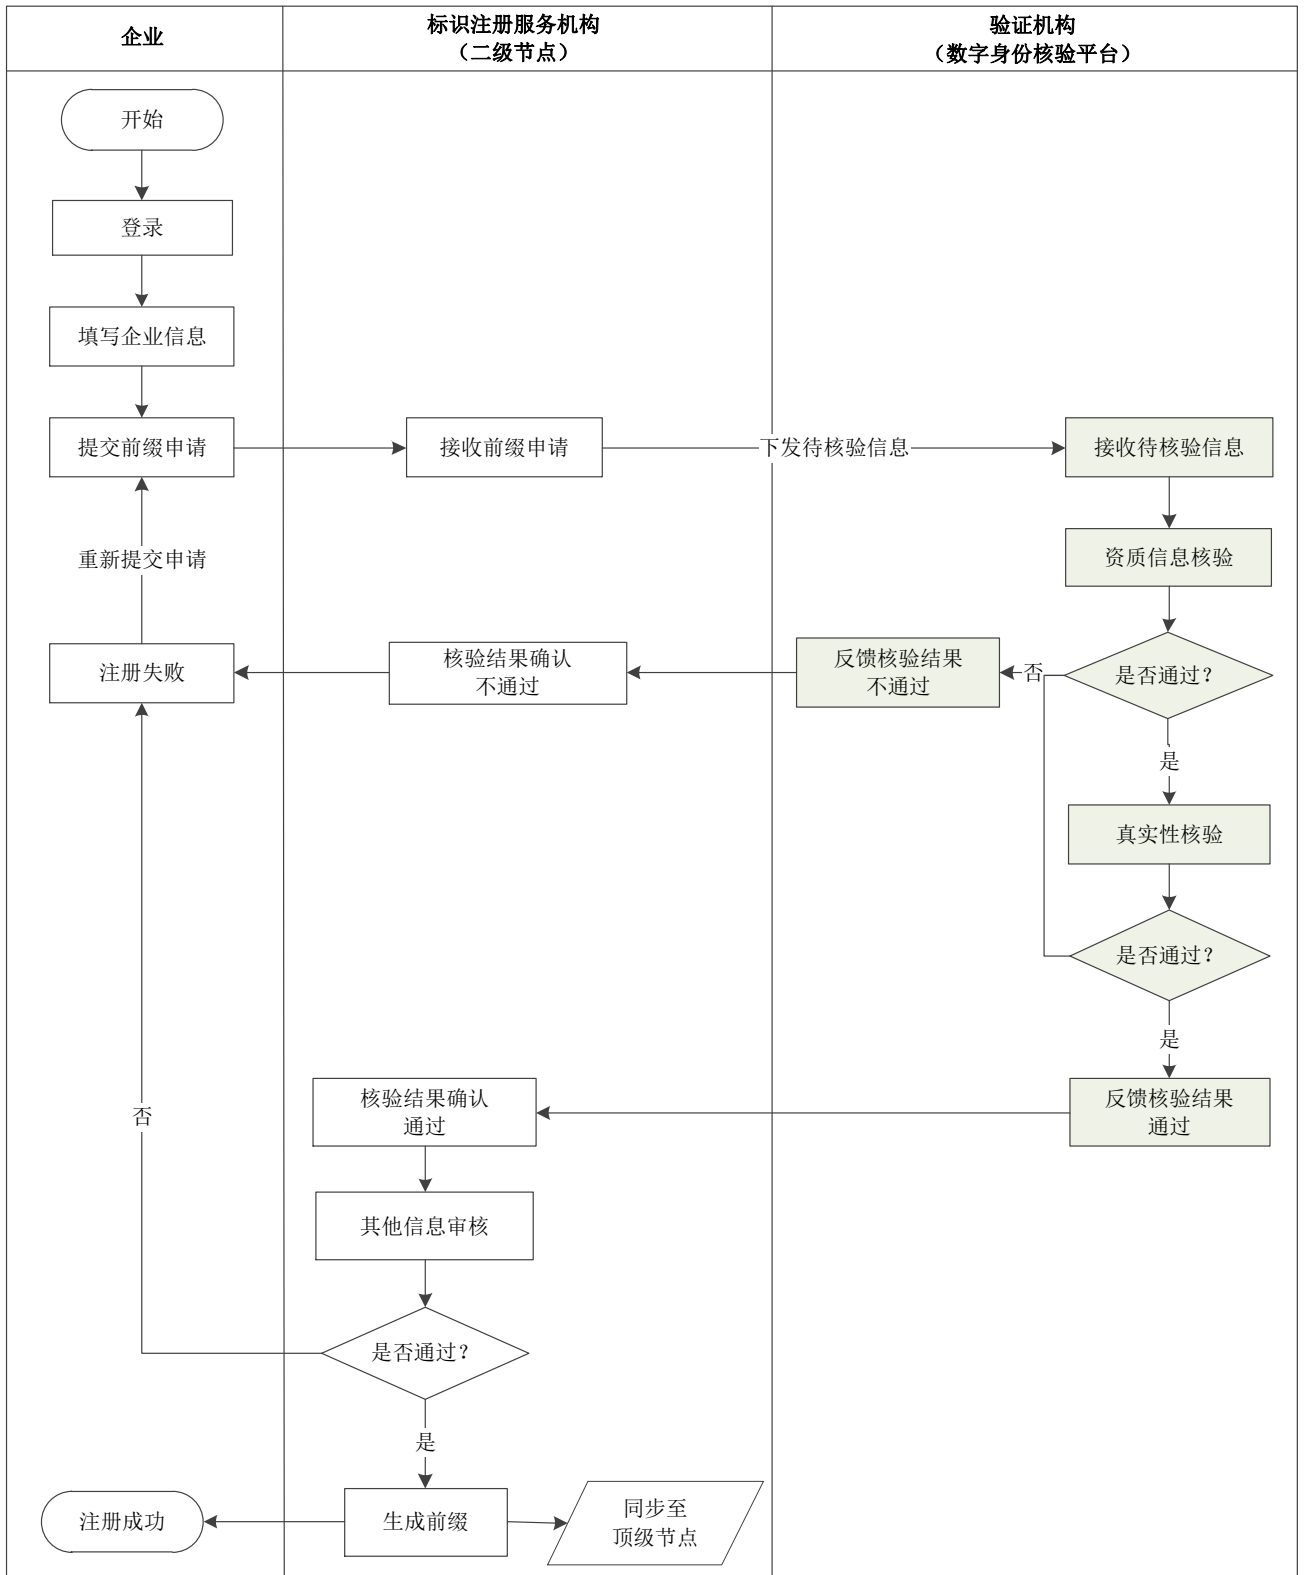 企业
标识注册服务机构
（二级节点）
验证机构
（数字身份核验平台）
开始
登录
填写企业信息
提交前缀申请
接收前缀申请
下发待核验信息
接收待核验信息
重新提交申请
资质信息核验
注册失败
核验结果确认
不通过
反馈核验结果
不通过
否
是否通过？
是
真实性核验
是否通过？
是
否
核验结果确认
通过
反馈核验结果
通过
其他信息审核
是否通过？
是
注册成功
生成前缀
同步至
顶级节点